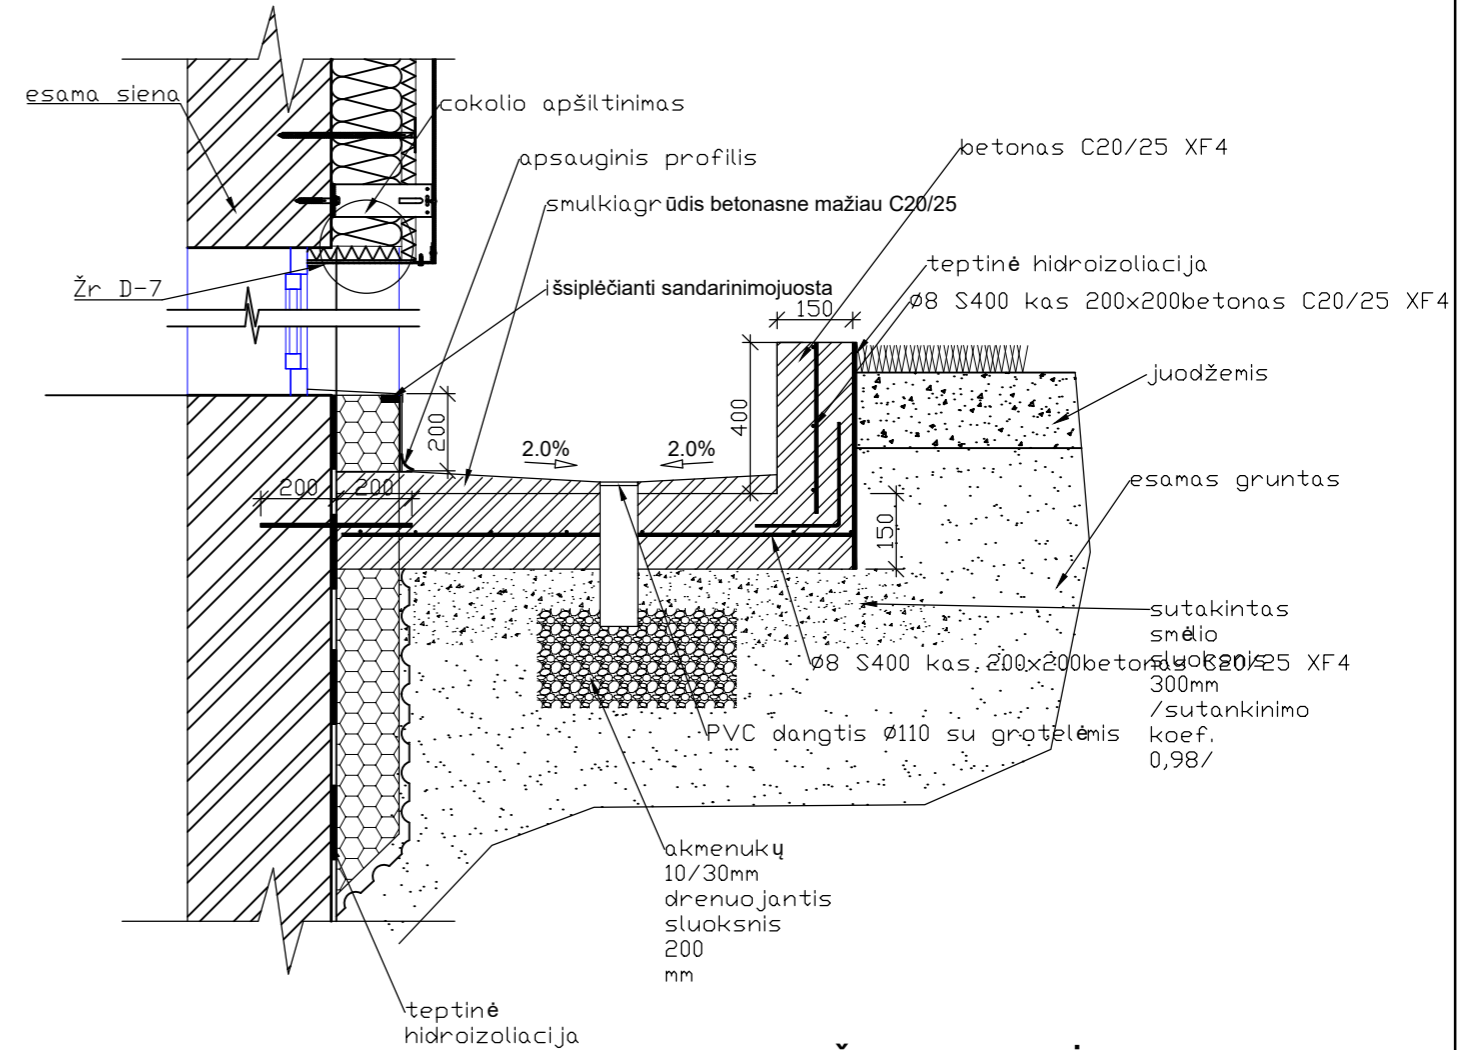 esama siena
cokolio apšiltinimas
apsauginis profilis
betonas C20/25 XF4
smulkiagrūdis betonasne mažiau C20/25
teptinė hidroizoliacija
Žr D-7
išsiplėčianti sandarinimojuosta
150
Ø8 S400 kas 200x200betonas C20/25 XF4
juodžemis
200
400
2.0%
2.0%
esamas gruntas
200
200
150
sutakintas
smėlio
sluoksnis
300mm
/sutankinimo
koef.
0,98/
Ø8 S400 kas 200x200betonas C20/25 XF4
PVC dangtis Ø110 su grotelėmis
akmenukų
10/30mm
drenuojantis
sluoksnis
200
mm
teptinė
hidroizoliacija